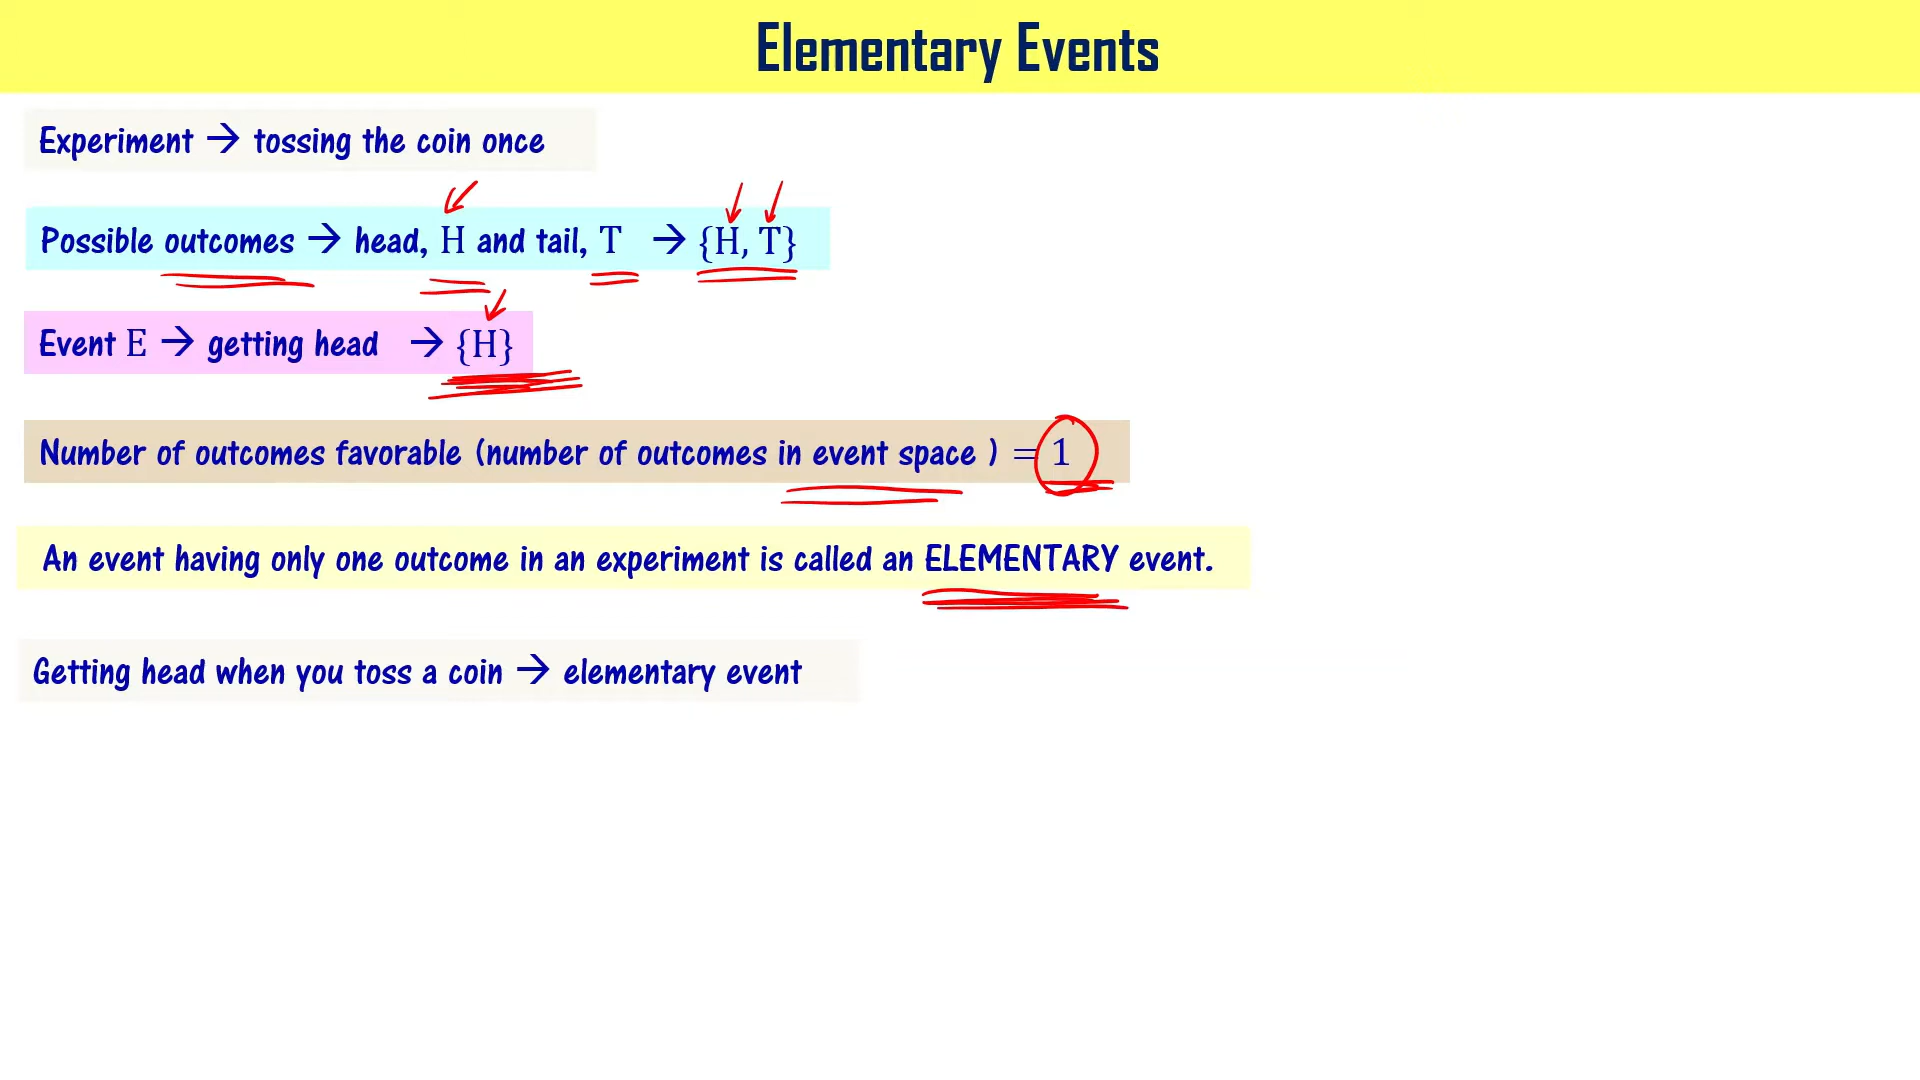 Elementary Events
Experiment → tossing the coin once
Possible outcomes → head, H and tail, T → {H, T}
Event E → getting head → {H}
Number of outcomes favorable (number of outcomes in event space ) = 1
An event having only one outcome in an experiment is called an ELEMENTARY event.
Getting head when you toss a coin → elementary event